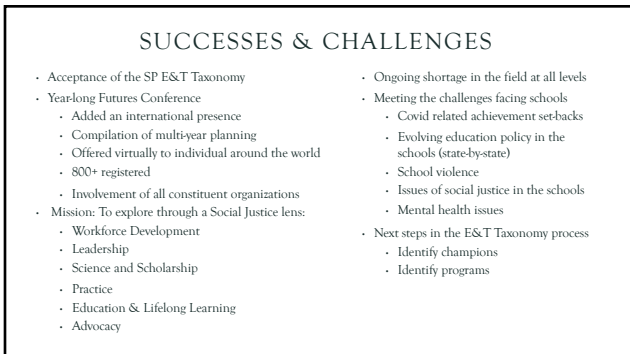 SUCCESSES & CHALLENGES
• Acceptance of the SP E&T Taxonomy
• Year-long Futures Conference
• Added an international presence
• Compilation of multi-year planning
• Offered virtually to individual around the world
• 800+ registered
• Involvement of all constituent organizations
• Mission: To explore through a Social Justice lens:
• Workforce Development
• Leadership
• Science and Scholarship
• Practice
• Education & Lifelong Learning
• Advocacy
• Ongoing shortage in the field at all levels
• Meeting the challenges facing schools
• Covid related achievement set-backs
• Evolving education policy in the
schools (state-by-state)
• School violence
• Issues of social justice in the schools
• Mental health issues
• Next steps in the E&T Taxonomy process
• Identify champions
• Identify programs